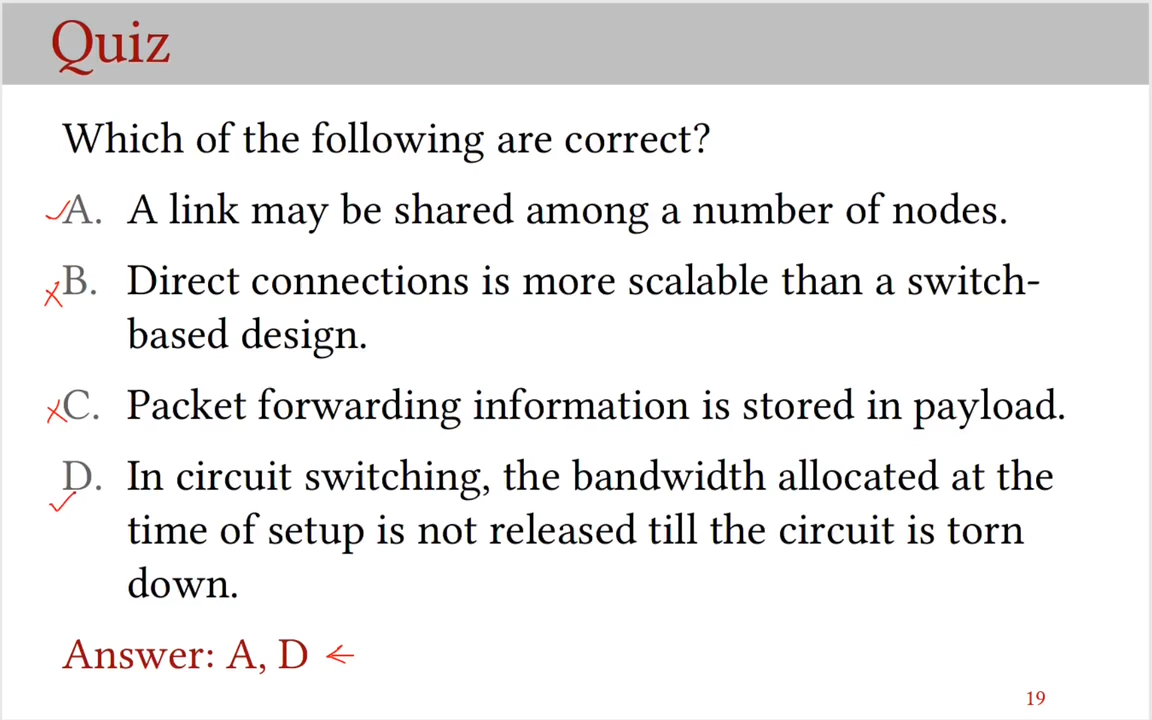 Quiz
Which of the following are correct?
A. A link may be shared among a number of nodes.
B. Direct connections is more scalable than a switch-
based design.
C. Packet forwarding information is stored in payload.
D. In circuit switching, the bandwidth allocated at the
time of setup is not released till the circuit is torn
down.
Answer: A, D
19